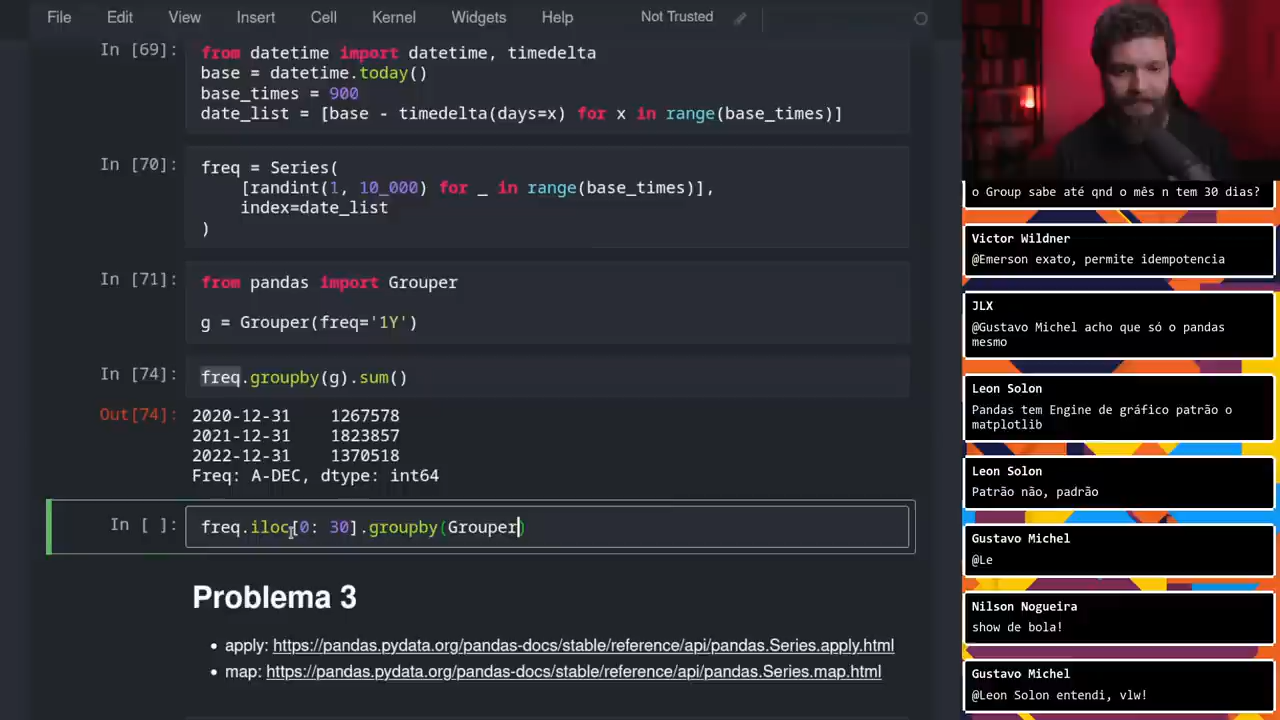 File Edit View Insert Cell Kernel Widgets Help Not Trusted
In [69]: from datetime import datetime, timedelta
base = datetime.today()
base_times = 900
date_list = [base - timedelta(days=x) for x in range(base_times)]
In [70]: freq = Series(
[randint(1, 10_000) for _ in range(base_times)],
index=date_list
)
In [71]: from pandas import Grouper
g = Grouper(freq='1Y')
In [74]: freq.groupby(g).sum()
Out[74]: 2020-12-31 1267578
2021-12-31 1823857
2022-12-31 1370518
Freq: A-DEC, dtype: int64
In [ ]: freq.iloc[0: 30].groupby(Grouper)
Problema 3
• apply: https://pandas.pydata.org/pandas-docs/stable/reference/api/pandas.Series.apply.html
• map: https://pandas.pydata.org/pandas-docs/stable/reference/api/pandas.Series.map.html
o Group sabe até qnd o mês n tem 30 dias?
Victor Wildner
@Emerson exato, permite idempotencia
JLX
@Gustavo Michel acho que só o pandas
mesmo
Leon Solon
Pandas tem Engine de gráfico patrão o
matplotlib
Leon Solon
Patrão não, padrão
Gustavo Michel
@Le
Nilson Nogueira
show de bola!
Gustavo Michel
@Leon Solon entendi, vlw!